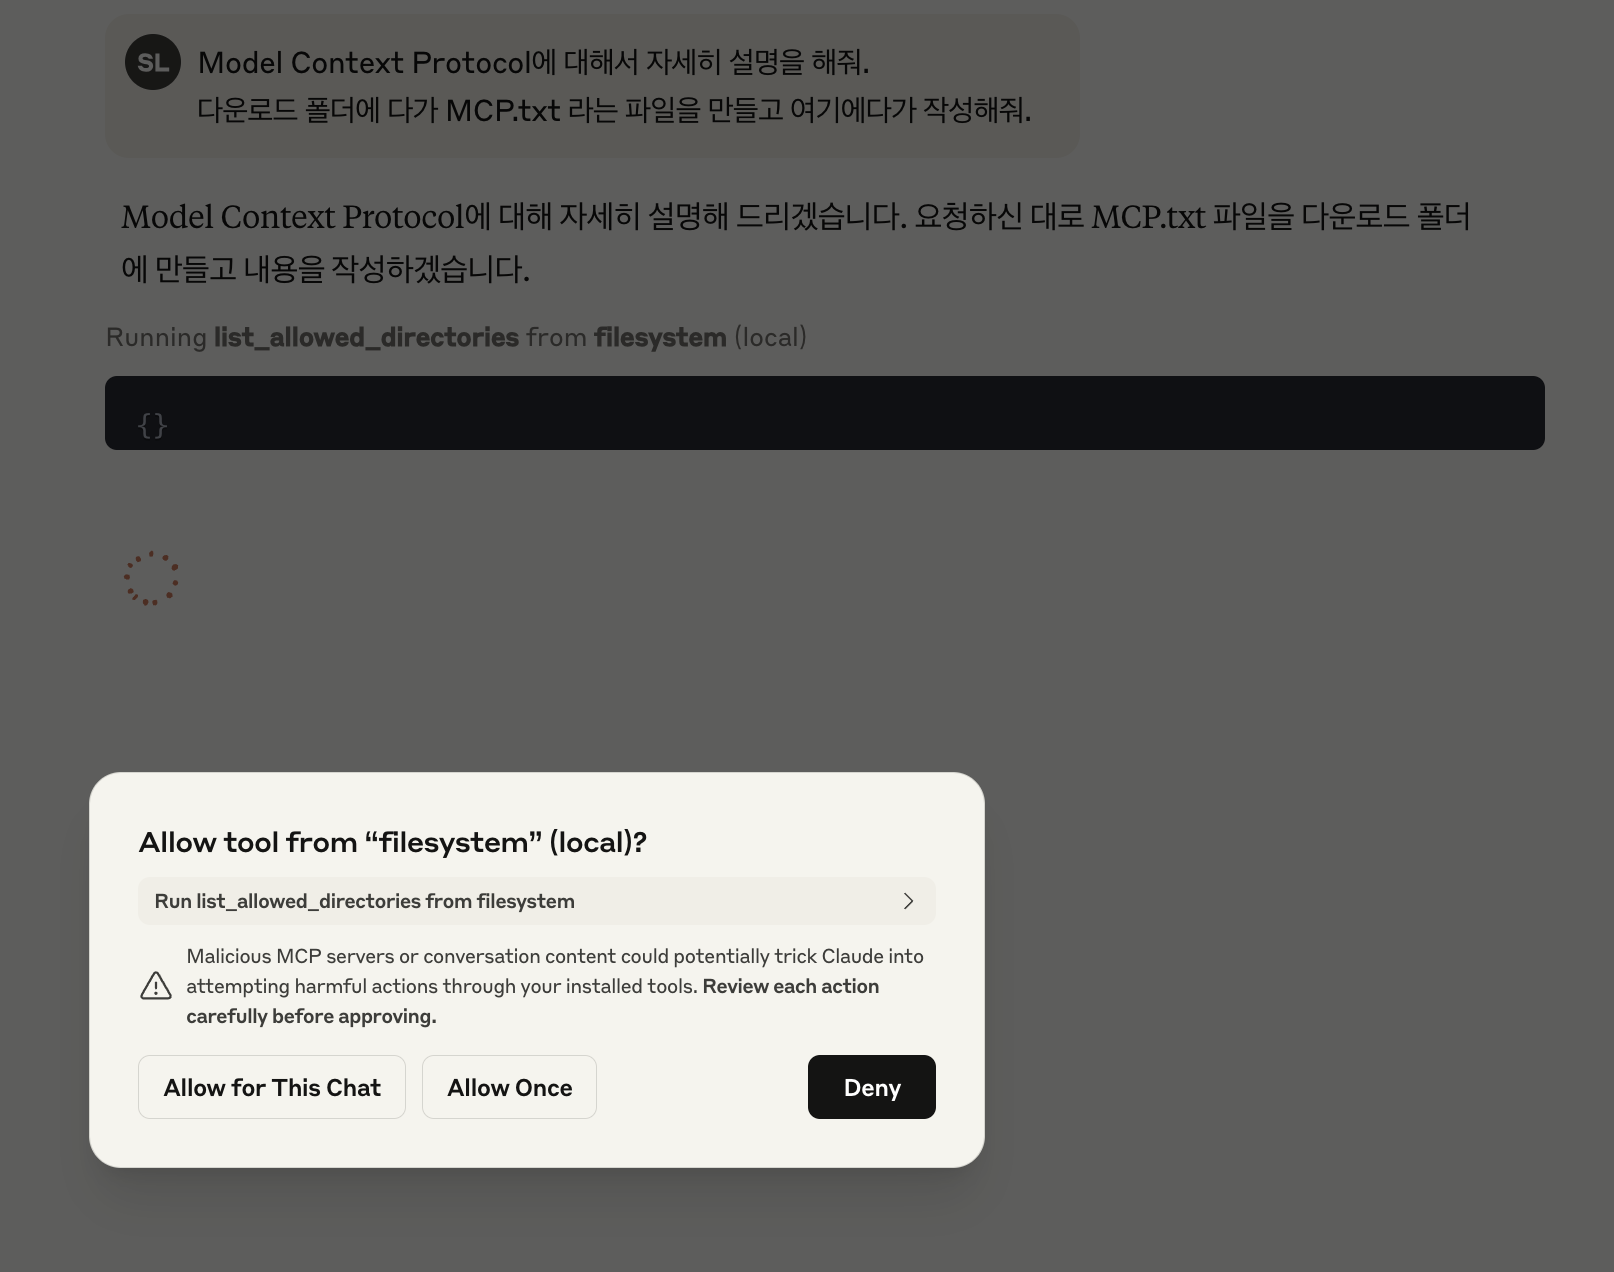 SL
Model Context Protocol에 대해서 자세히 설명을 해줘.
다운로드 폴더에 다가 MCP.txt 라는 파일을 만들고 여기에다가 작성해줘.
Model Context Protocol에 대해 자세히 설명해 드리겠습니다. 요청하신 대로 MCP.txt 파일을 다운로드 폴더
에 만들고 내용을 작성하겠습니다.
Running list_allowed_directories from filesystem (local)
{}
Allow tool from “filesystem” (local)?
Run list_allowed_directories from filesystem
Malicious MCP servers or conversation content could potentially trick Claude into
attempting harmful actions through your installed tools. Review each action
carefully before approving.
Allow for This Chat
Allow Once
Deny